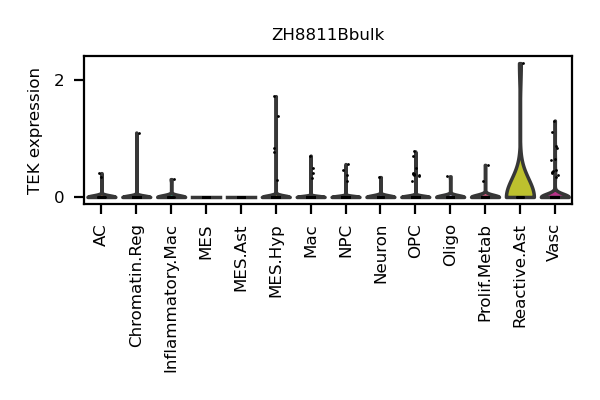 ZH8811Bbulk
TEK expression
2
0
AC
Chromatin.Reg
Inflammatory.Mac
MES
MES.Ast
MES.Hyp
Mac
NPC
Neuron
OPC
Oligo
Prolif.Metab
Reactive.Ast
Vasc